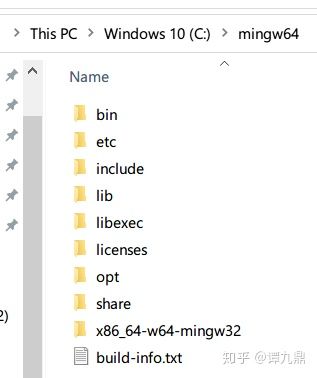 This PC > Windows 10 (C:) > mingw64
Name
bin
etc
include
lib
libexec
licenses
opt
share
2)
x86_64-w64-mingw32
build-info.txt
知乎 @谭九鼎